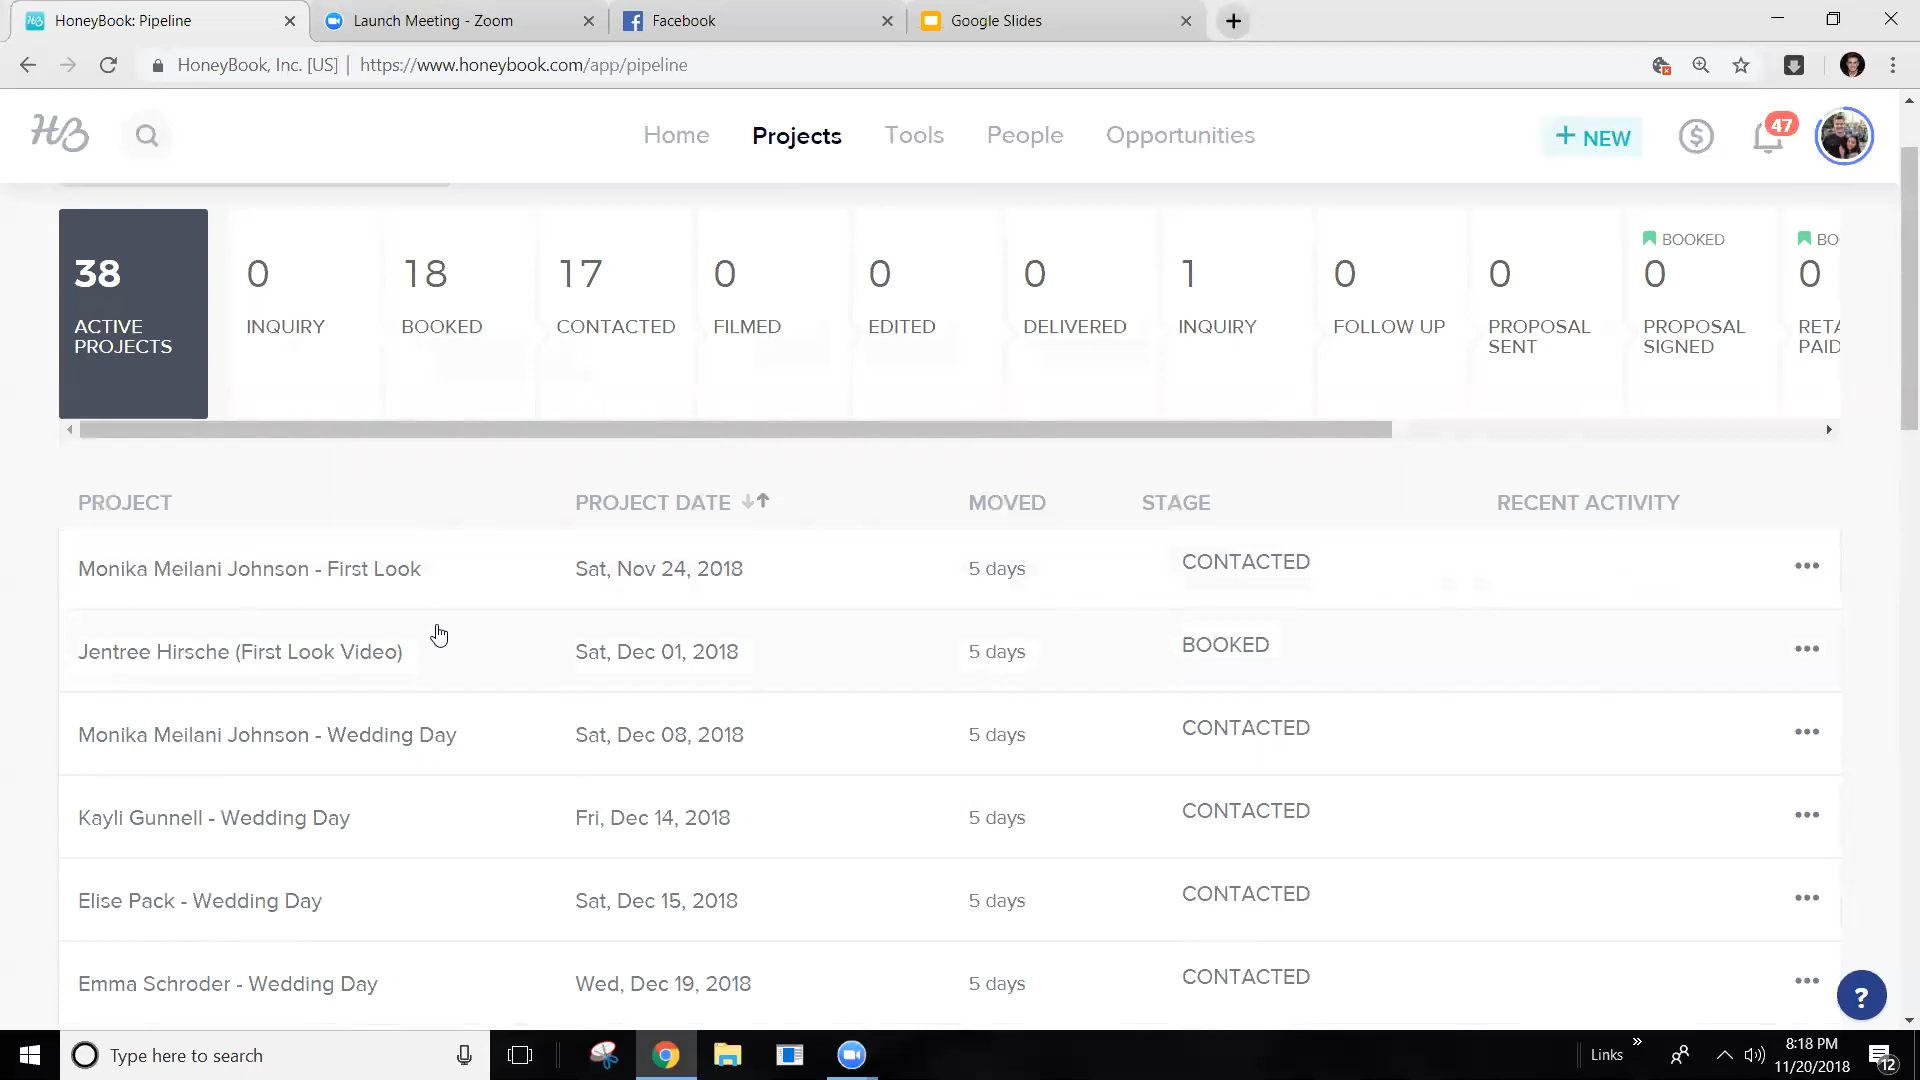 HoneyBook: Pipeline
Launch Meeting - Zoom
Facebook
Google Slides
HoneyBook, Inc. [US] | https://www.honeybook.com/app/pipeline
HB
Home Projects Tools People Opportunities
+ NEW
47
BOOKED
BO
38 0 18 17 0 0 0 1 0 0 0 0
ACTIVE PROJECTS
INQUIRY
BOOKED
CONTACTED
FILMED
EDITED
DELIVERED
INQUIRY
FOLLOW UP
PROPOSAL SENT
PROPOSAL SIGNED
RETA
PAID
PROJECT PROJECT DATE MOVED STAGE RECENT ACTIVITY
Monika Meilani Johnson - First Look Sat, Nov 24, 2018 5 days CONTACTED
Jentree Hirsche (First Look Video) Sat, Dec 01, 2018 5 days BOOKED
Monika Meilani Johnson - Wedding Day Sat, Dec 08, 2018 5 days CONTACTED
Kayli Gunnell - Wedding Day Fri, Dec 14, 2018 5 days CONTACTED
Elise Pack - Wedding Day Sat, Dec 15, 2018 5 days CONTACTED
Emma Schroder - Wedding Day Wed, Dec 19, 2018 5 days CONTACTED
?
Type here to search
Links
8:18 PM
11/20/2018
12